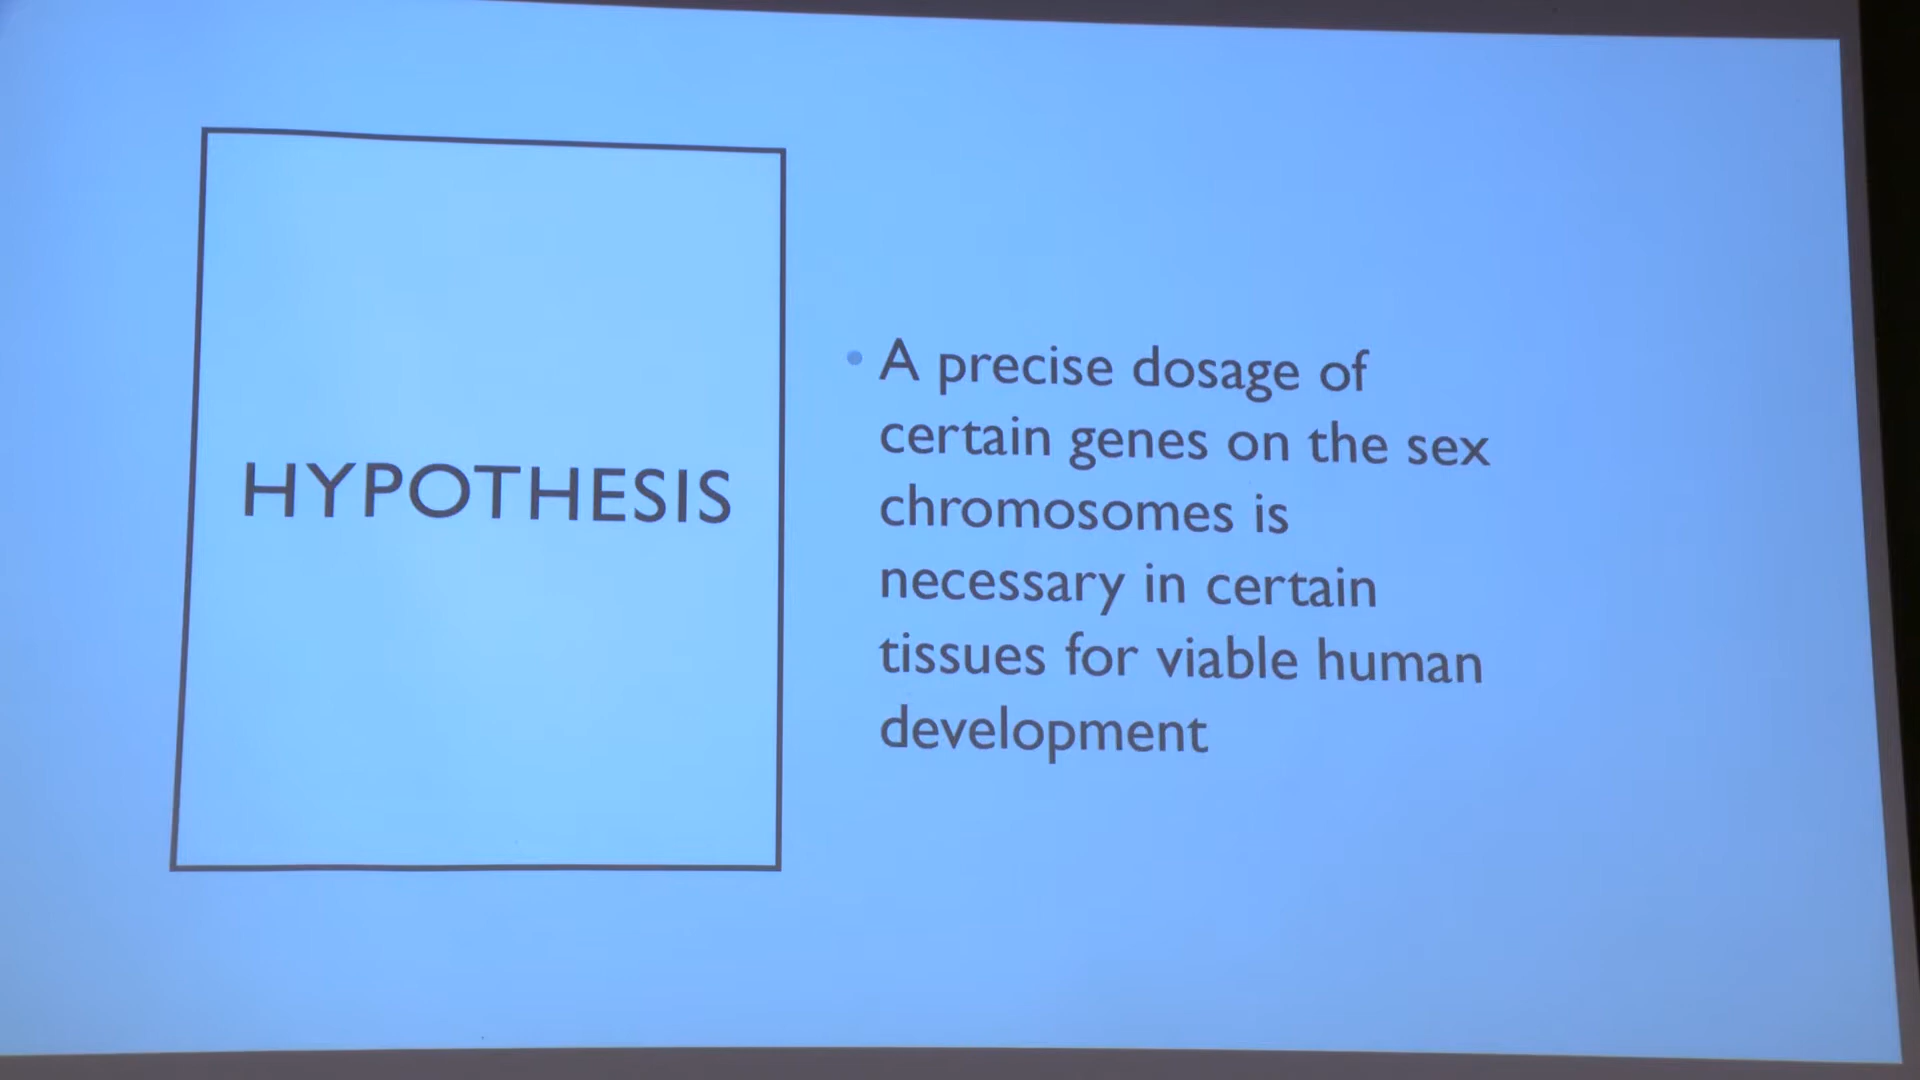 HYPOTHESIS
• A precise dosage of
certain genes on the sex
chromosomes is
necessary in certain
tissues for viable human
development